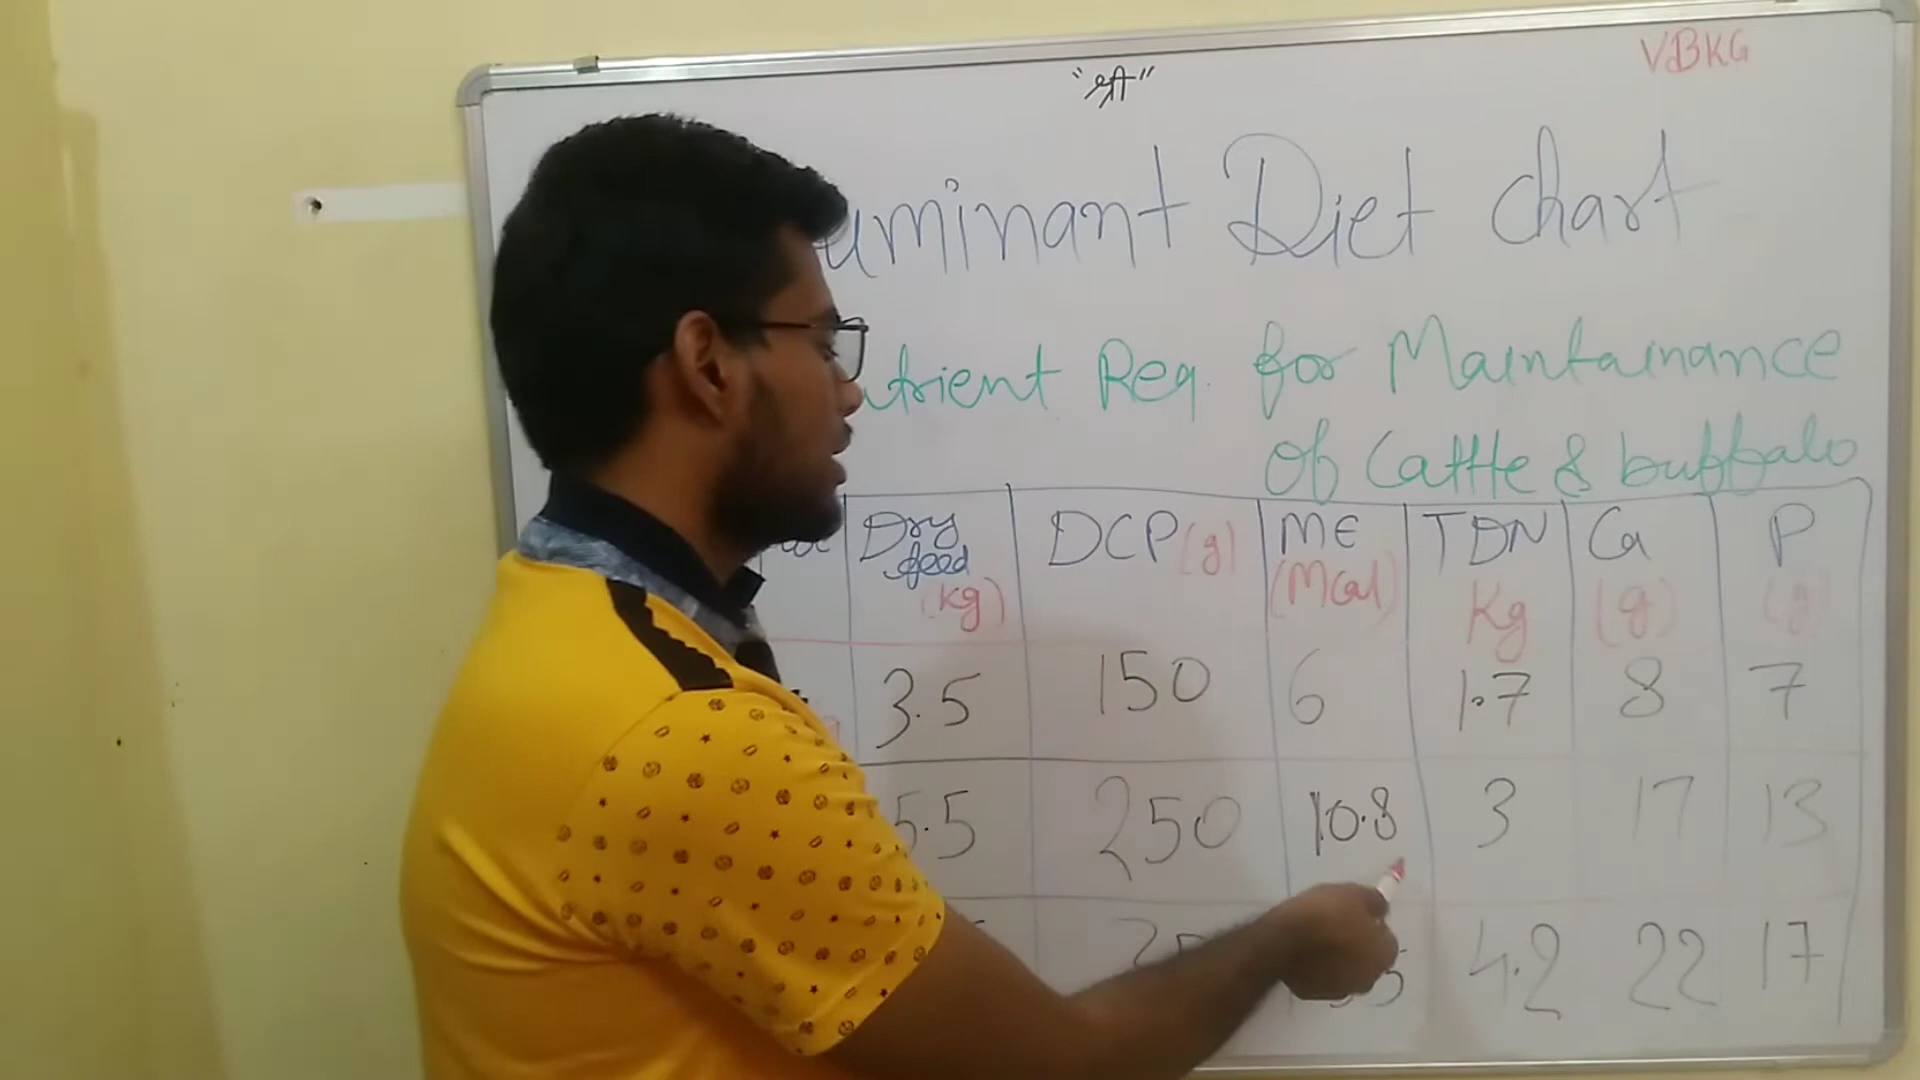 VBKG
"श्री"
uminant Diet chart
utrient Req. for Maintainance
of Cattle & buffalo
Dry feed (kg) DCP (g) ME (MCal) TDN Kg Ca (g) P (g)
3.5 150 6 1.7 8 7
5.5 250 10.8 3 17 13
4.2 22 17